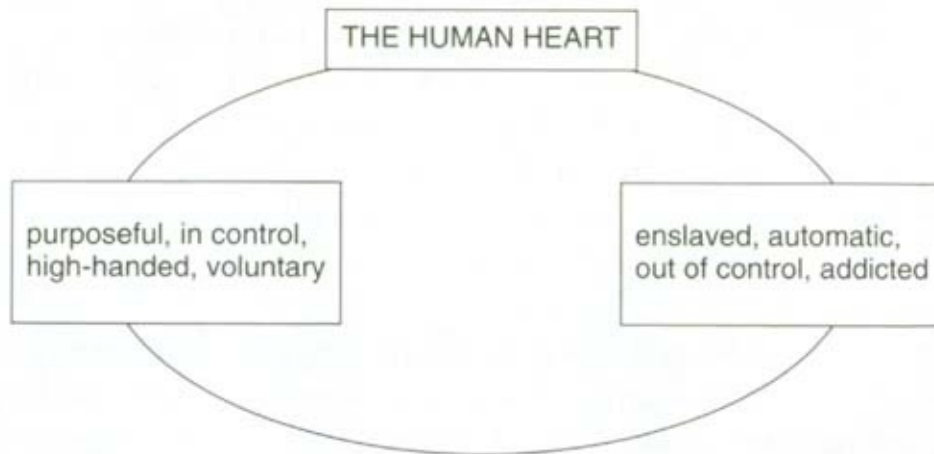 THE HUMAN HEART
purposeful, in control,
high-handed, voluntary
enslaved, automatic,
out of control, addicted